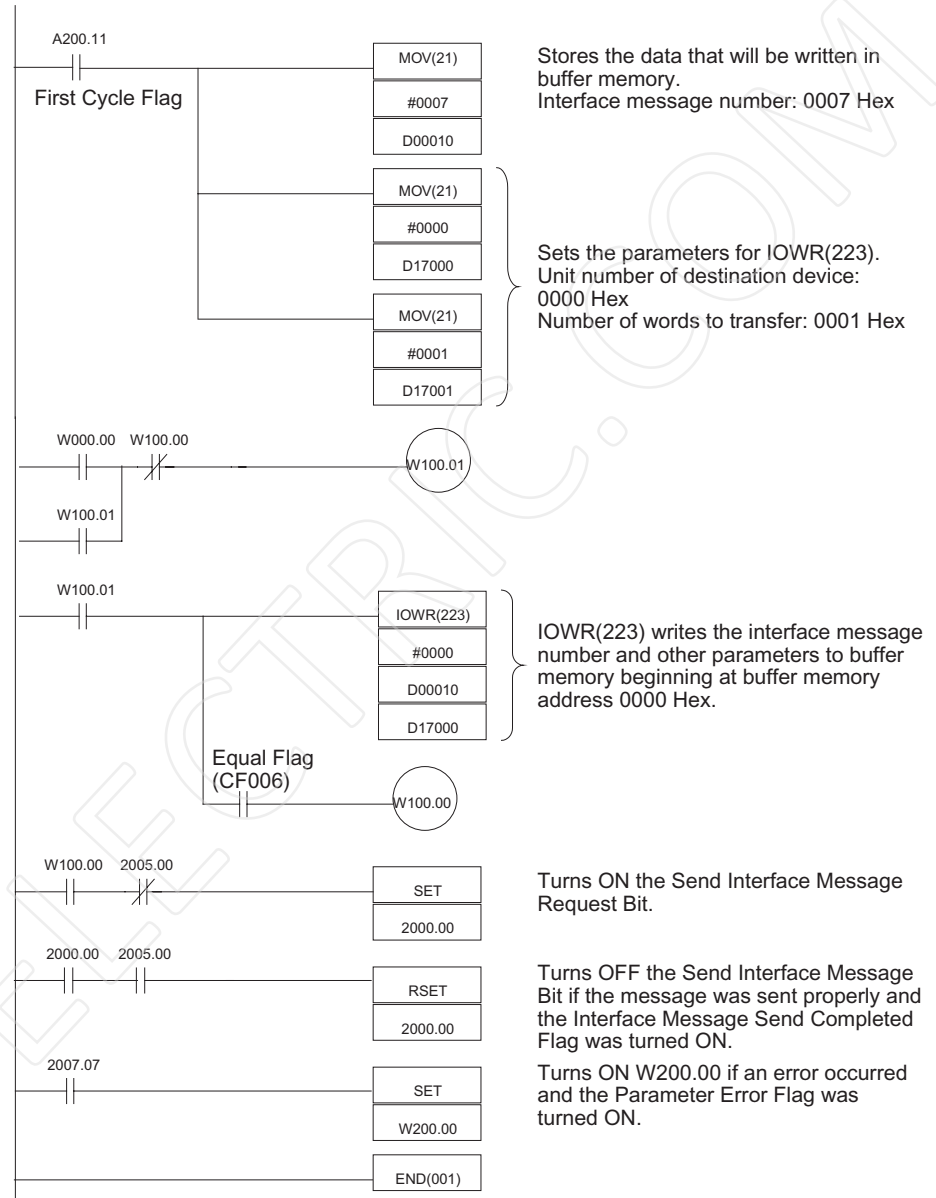 A200.11
First Cycle Flag
MOV(21)
#0007
D00010
Stores the data that will be written in
buffer memory.
Interface message number: 0007 Hex
MOV(21)
#0000
D17000
MOV(21)
#0001
D17001
Sets the parameters for IOWR(223).
Unit number of destination device:
0000 Hex
Number of words to transfer: 0001 Hex
W000.00 W100.00
W100.01
W100.01
W100.01
IOWR(223)
#0000
D00010
D17000
IOWR(223) writes the interface message
number and other parameters to buffer
memory beginning at buffer memory
address 0000 Hex.
Equal Flag
(CF006)
W100.00
W100.00 2005.00
SET
2000.00
Turns ON the Send Interface Message
Request Bit.
2000.00 2005.00
RSET
2000.00
Turns OFF the Send Interface Message
Bit if the message was sent properly and
the Interface Message Send Completed
Flag was turned ON.
2007.07
SET
W200.00
Turns ON W200.00 if an error occurred
and the Parameter Error Flag was
turned ON.
END(001)
ELECTRIC.COM